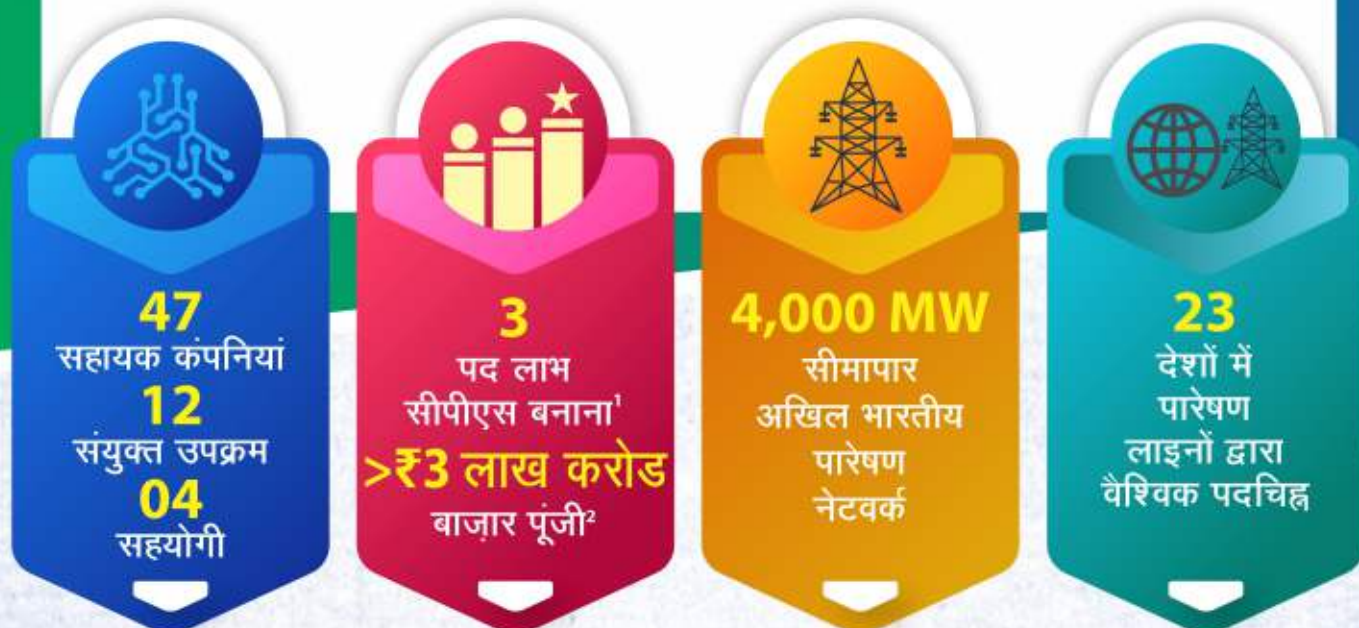 47
सहायक कंपनियां
12
संयुक्त उपक्रम
04
सहयोगी
3
पद लाभ
सीपीएस बनाना¹
>₹3 लाख करोड
बाज़ार पूंजी²
4,000 MW
सीमापार
अखिल भारतीय
पारेषण
नेटवर्क
23
देशों में
पारेषण
लाइनों द्वारा
वैश्विक पदचिह्न